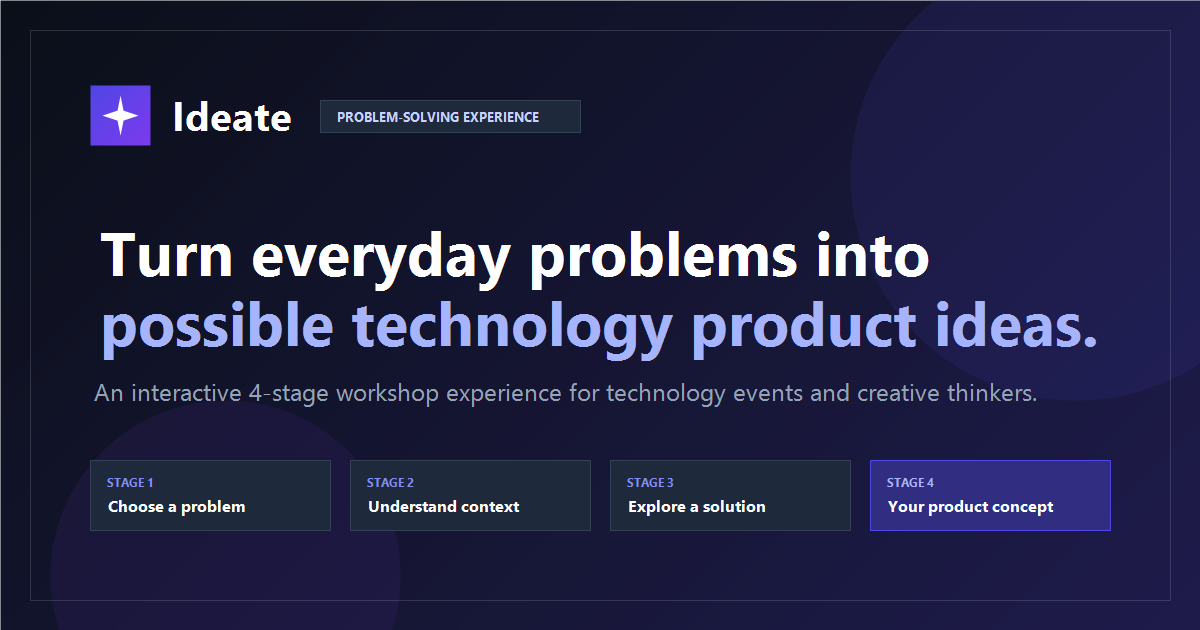 Ideate
PROBLEM-SOLVING EXPERIENCE
Turn everyday problems into
possible technology product ideas.
An interactive 4-stage workshop experience for technology events and creative thinkers.
STAGE 1
Choose a problem
STAGE 2
Understand context
STAGE 3
Explore a solution
STAGE 4
Your product concept